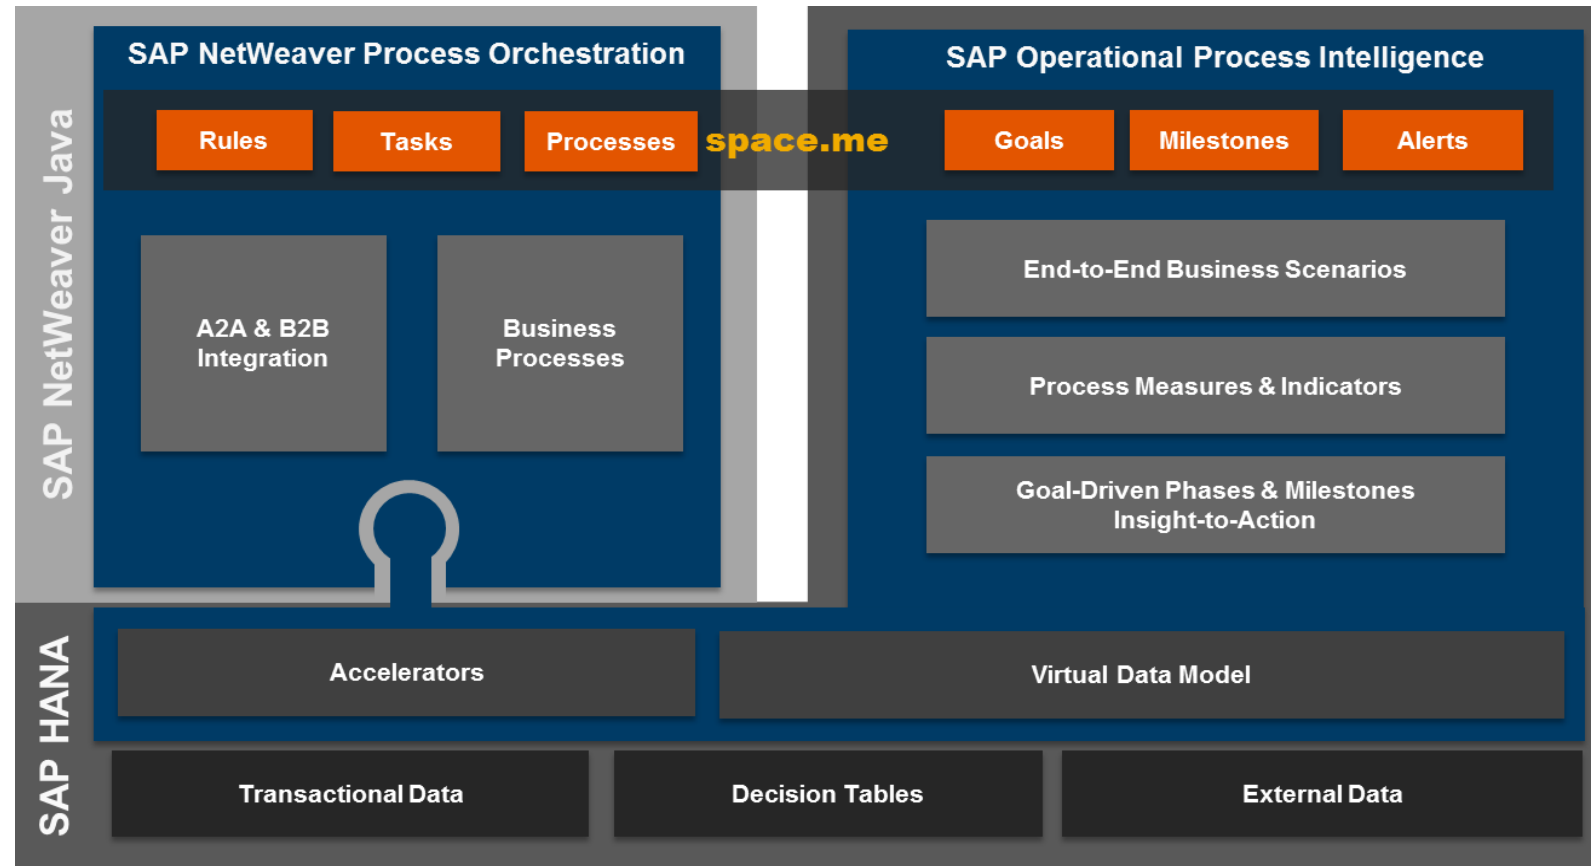 SAP NetWeaver Process Orchestration
SAP Operational Process Intelligence
SAP NetWeaver Java
Rules
Tasks
Processes
space.me
Goals
Milestones
Alerts
A2A & B2B
Integration
Business
Processes
End-to-End Business Scenarios
Process Measures & Indicators
Goal-Driven Phases & Milestones
Insight-to-Action
SAP HANA
Accelerators
Virtual Data Model
Transactional Data
Decision Tables
External Data